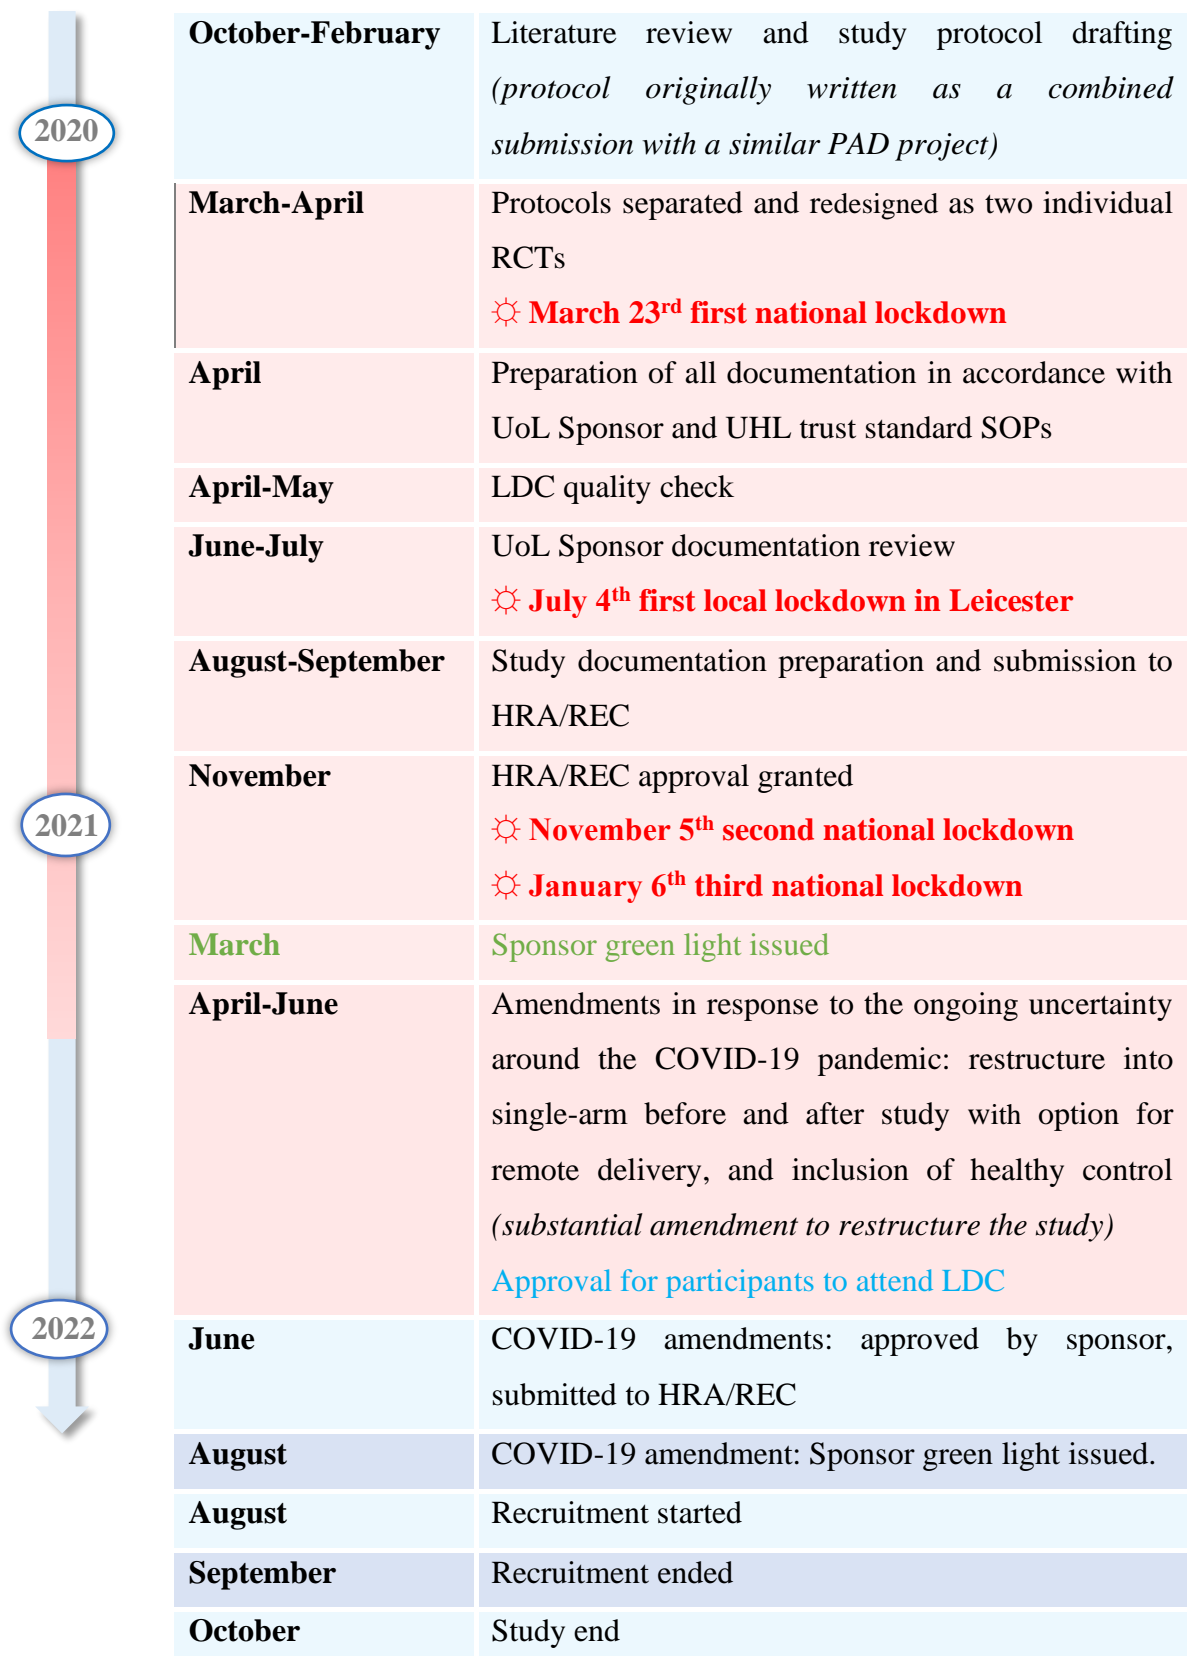 October-February
Literature review and study protocol drafting
(protocol originally written as a combined
submission with a similar PAD project)
2020
March-April
Protocols separated and redesigned as two individual
RCTs
☼ March 23rd first national lockdown
April
Preparation of all documentation in accordance with
UoL Sponsor and UHL trust standard SOPs
April-May
LDC quality check
June-July
UoL Sponsor documentation review
☼ July 4th first local lockdown in Leicester
August-September
Study documentation preparation and submission to
HRA/REC
November
HRA/REC approval granted
2021
☼ November 5th second national lockdown
☼ January 6th third national lockdown
March
Sponsor green light issued
April-June
Amendments in response to the ongoing uncertainty
around the COVID-19 pandemic: restructure into
single-arm before and after study with option for
remote delivery, and inclusion of healthy control
(substantial amendment to restructure the study)
Approval for participants to attend LDC
2022
June
COVID-19 amendments: approved by sponsor,
submitted to HRA/REC
August
COVID-19 amendment: Sponsor green light issued.
August
Recruitment started
September
Recruitment ended
October
Study end